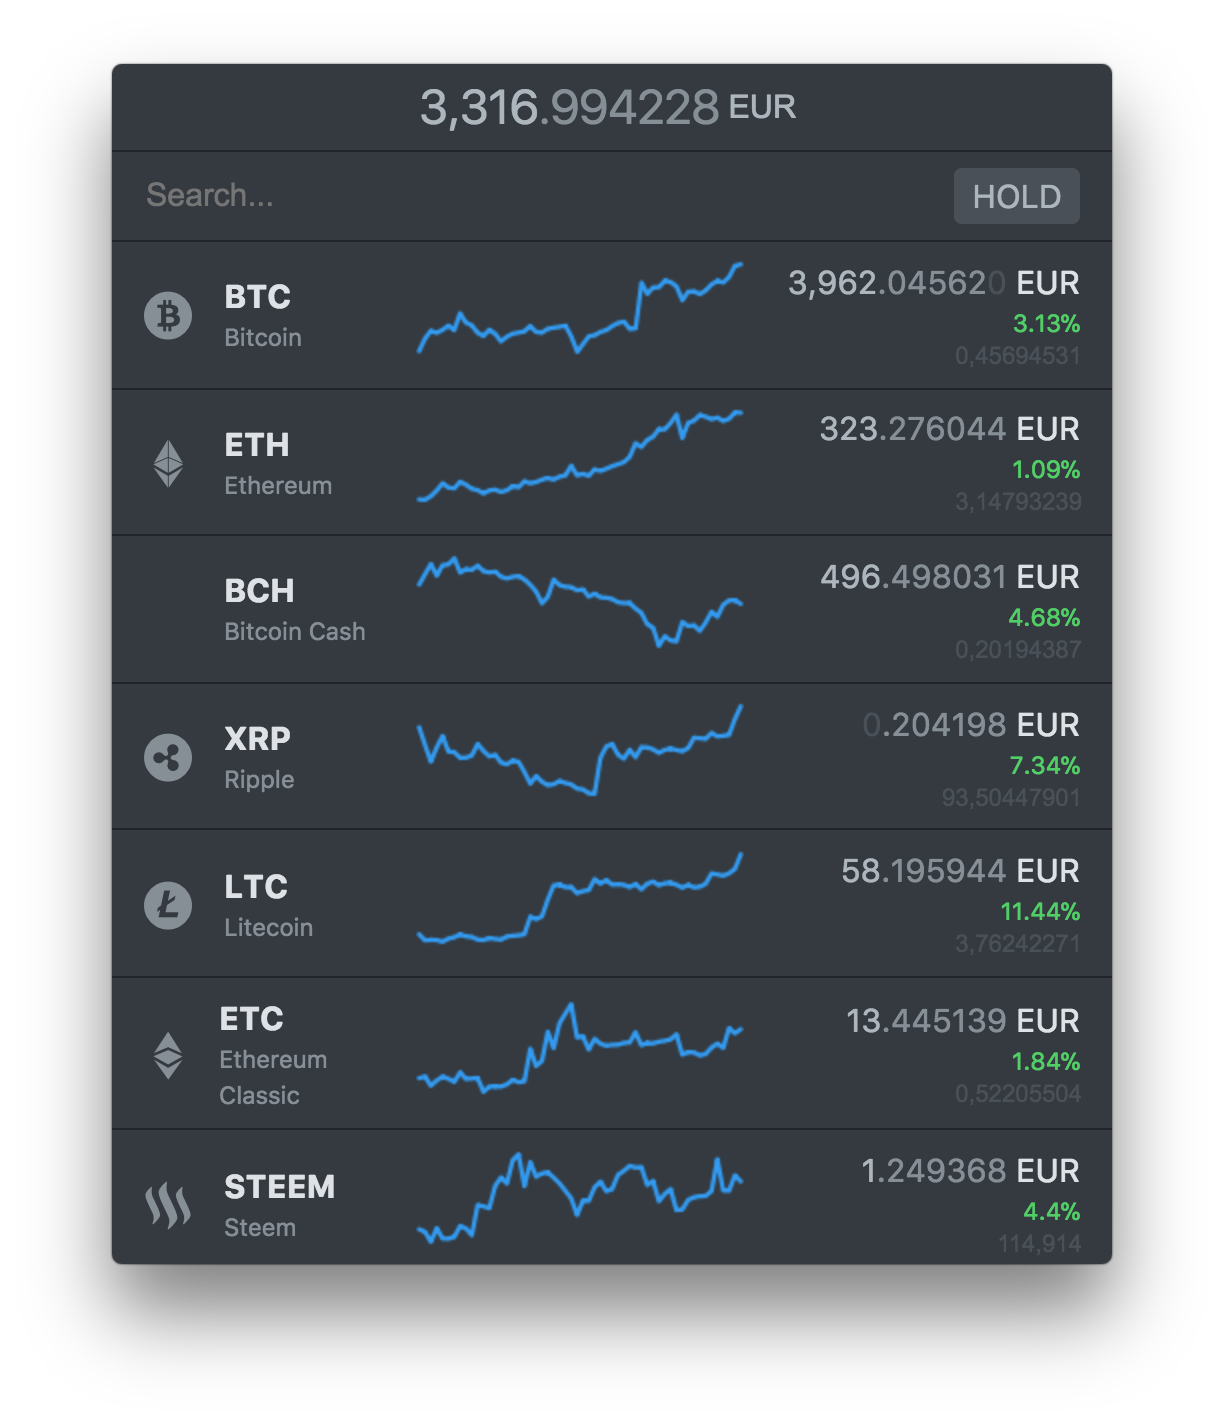 3,316.994228 EUR
Search...
HOLD
BTC
Bitcoin
3,962.045620 EUR
3.13%
0,45694531
ETH
Ethereum
323.276044 EUR
1.09%
3,14793239
BCH
Bitcoin Cash
496.498031 EUR
4.68%
0,20194387
XRP
Ripple
0.204198 EUR
7.34%
93,50447901
LTC
Litecoin
58.195944 EUR
11.44%
3,76242271
ETC
Ethereum
Classic
13.445139 EUR
1.84%
0,52205504
STEEM
Steem
1.249368 EUR
4.4%
114,914